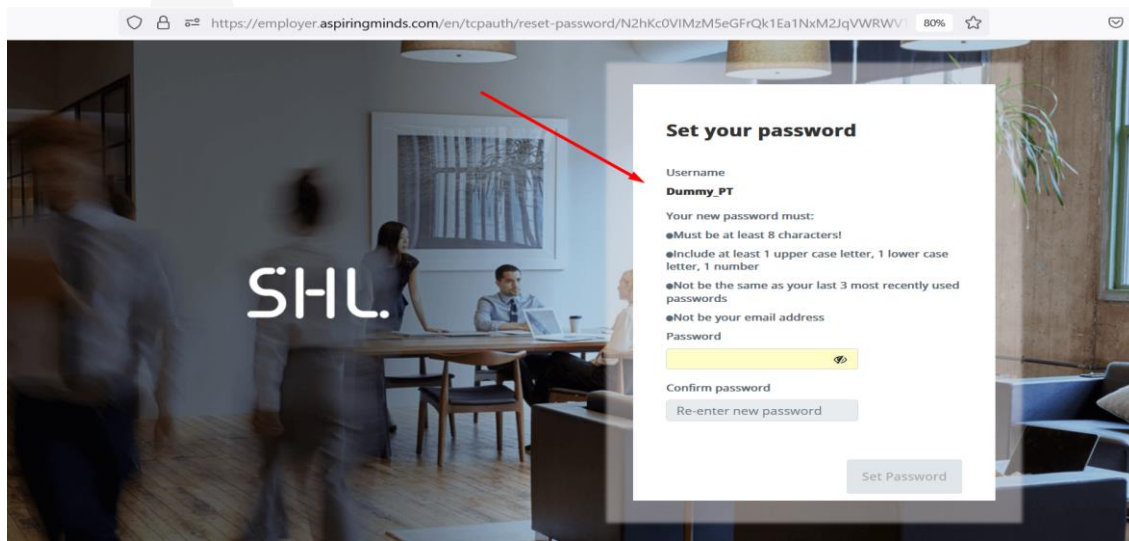 https://employer.aspiringminds.com/en/tcpauth/reset-password/
80%
SHL.
Set your password
Username
Dummy_PT
Your new password must:
●Must be at least 8 characters!
●Include at least 1 upper case letter, 1 lower case
letter, 1 number
●Not be the same as your last 3 most recently used
passwords
●Not be your email address
Password
Confirm password
Re-enter new password
Set Password